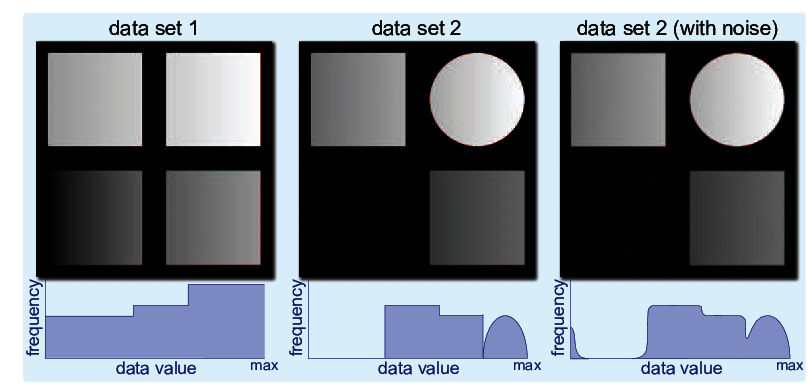 data set 1
data set 2
data set 2 (with noise)
frequency
data value
max
frequency
data value
max
frequency
data value
max